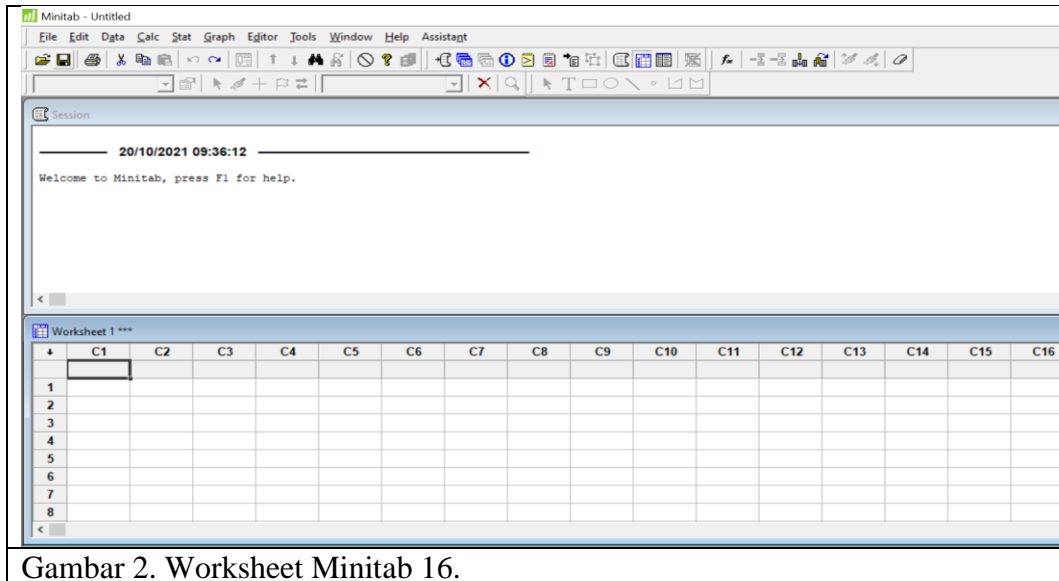 Minitab - Untitled
File Edit Data Calc Stat Graph Editor Tools Window Help Assistant
Session
20/10/2021 09:36:12
Welcome to Minitab, press F1 for help.
Worksheet 1 ***
C1 C2 C3 C4 C5 C6 C7 C8 C9 C10 C11 C12 C13 C14 C15 C16
1
2
3
4
5
6
7
8
Gambar 2. Worksheet Minitab 16.